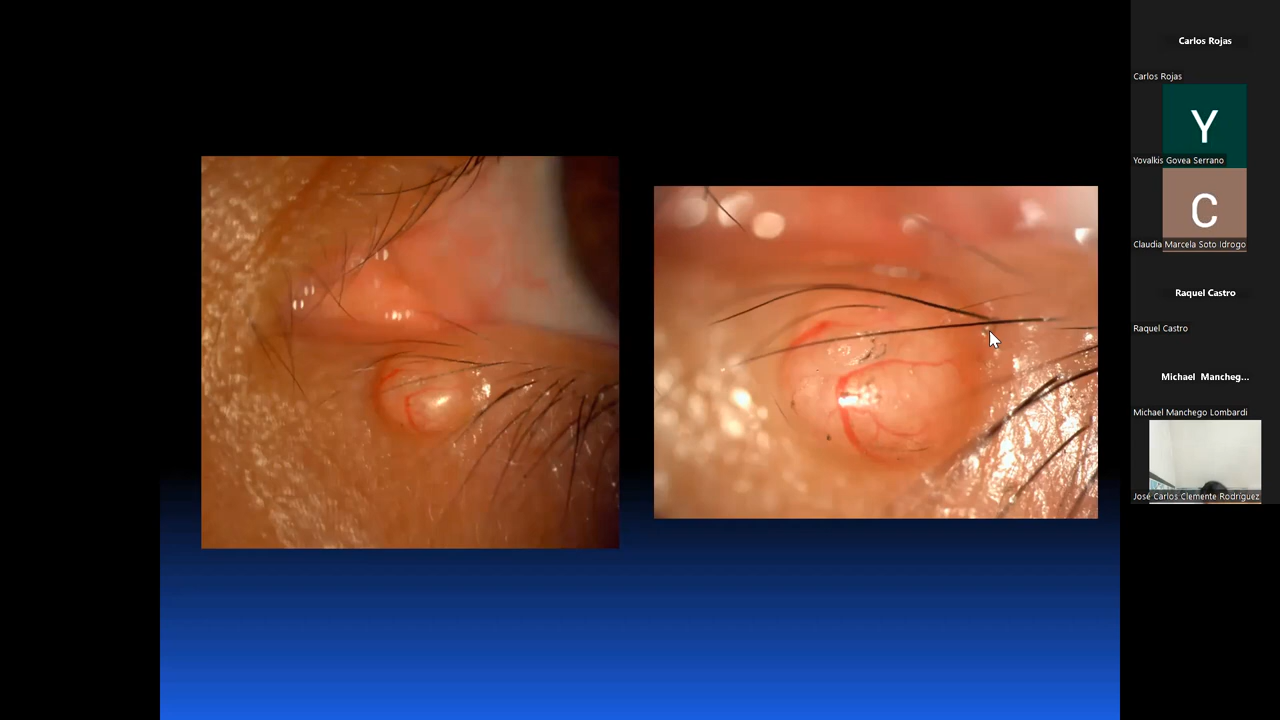 Carlos Rojas
Carlos Rojas
Y
Yovalkis Govea Serrano
C
Claudia Marcela Soto Idrogo
Raquel Castro
Raquel Castro
Michael Mancheg...
Michael Manchego Lombardi
José Carlos Clemente Rodríguez